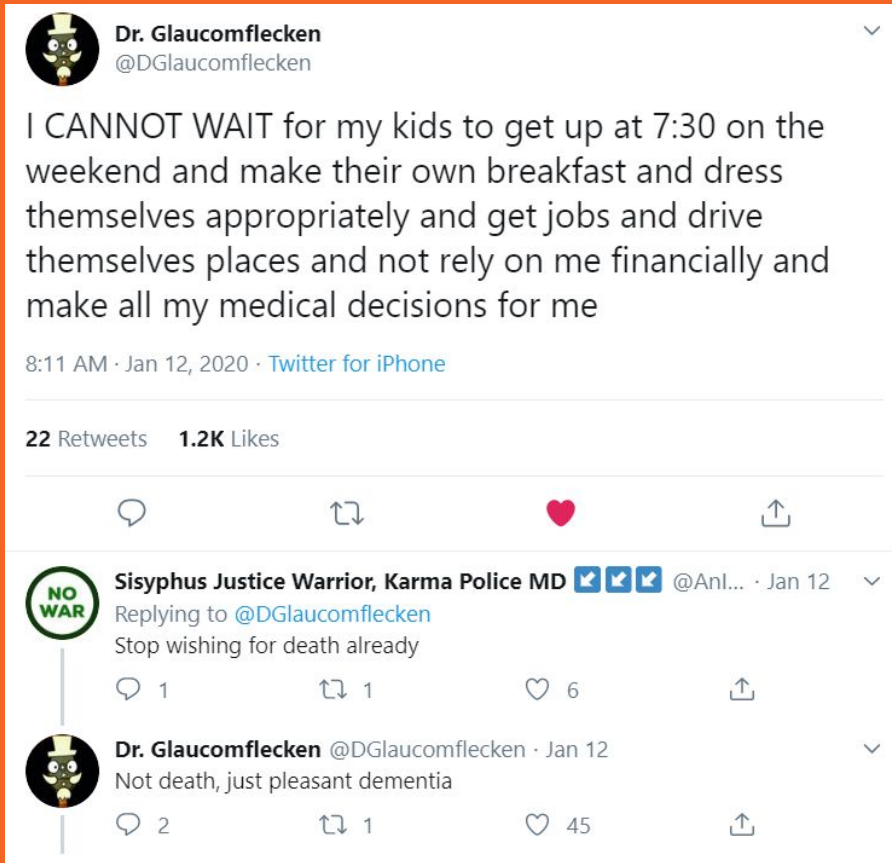 Dr. Glaucomflecken
@DGlaucomflecken
I CANNOT WAIT for my kids to get up at 7:30 on the
weekend and make their own breakfast and dress
themselves appropriately and get jobs and drive
themselves places and not rely on me financially and
make all my medical decisions for me
8:11 AM · Jan 12, 2020 · Twitter for iPhone
22 Retweets 1.2K Likes
NO
WAR
Sisyphus Justice Warrior, Karma Police MD ↙️↙️↙️ @Anl... · Jan 12
Replying to @DGlaucomflecken
Stop wishing for death already
1 1 6
Dr. Glaucomflecken @DGlaucomflecken · Jan 12
Not death, just pleasant dementia
2 1 45